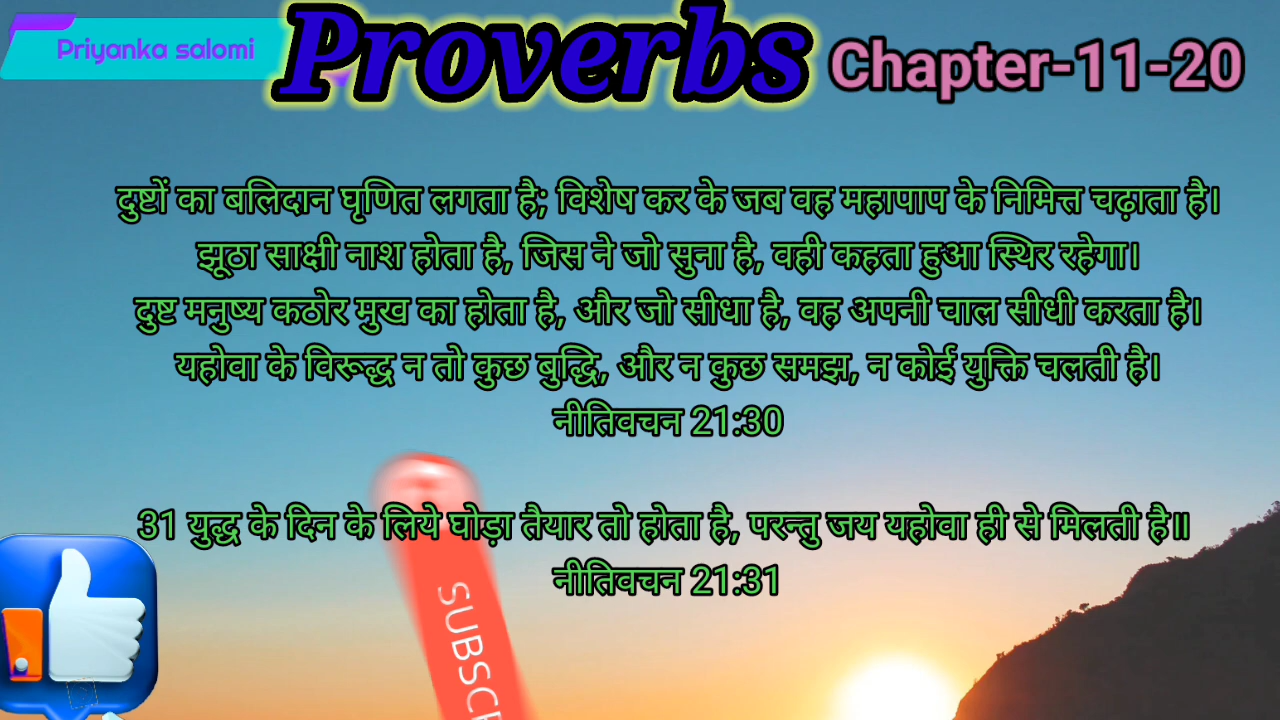 Priyanka salomi
Proverbs
Chapter-11-20
दुष्टों का बलिदान घृणित लगता है; विशेष कर के जब वह महापाप के निमित्त चढ़ाता है।
झूठा साक्षी नाश होता है, जिस ने जो सुना है, वही कहता हुआ स्थिर रहेगा।
दुष्ट मनुष्य कठोर मुख का होता है, और जो सीधा है, वह अपनी चाल सीधी करता है।
यहोवा के विरूद्ध न तो कुछ बुद्धि, और न कुछ समझ, न कोई युक्ति चलती है।
नीतिवचन 21:30
31 युद्ध के दिन के लिये घोड़ा तैयार तो होता है, परन्तु जय यहोवा ही से मिलती है॥
नीतिवचन 21:31